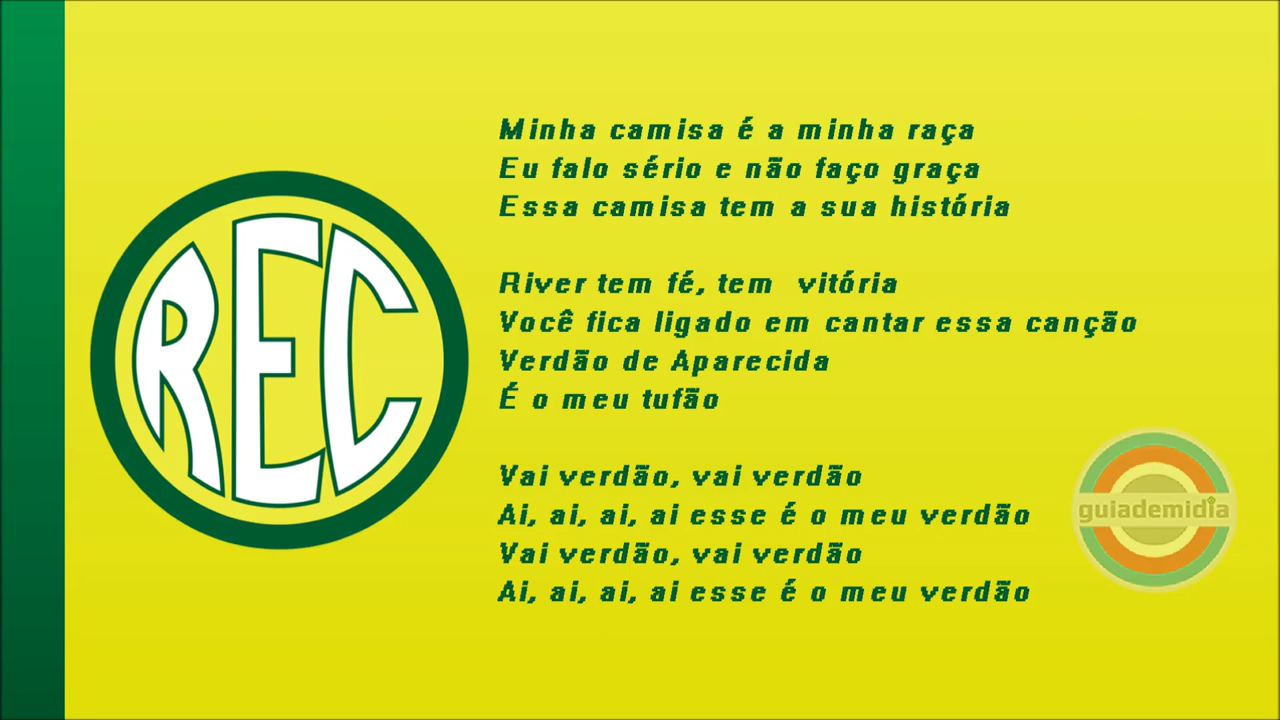 REC
Minha camisa é a minha raça
Eu falo sério e não faço graça
Essa camisa tem a sua história
River tem fé, tem vitória
Você fica ligado em cantar essa canção
Verdão de Aparecida
É o meu tufão
Vai verdão, vai verdão
Ai, ai, ai, ai esse é o meu verdão
Vai verdão, vai verdão
Ai, ai, ai, ai esse é o meu verdão
guiademidia